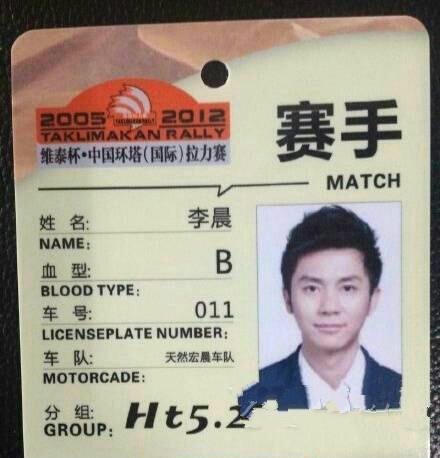 2005 2012
TAKLIMAKAN RALLY
维泰杯·中国环塔(国际)拉力赛
赛手
MATCH
姓 名: 李晨
NAME:
血 型: B
BLOOD TYPE:
车 号: 011
LICENSEPLATE NUMBER:
车 队: 天然宏晨车队
MOTORCADE:
分 组: Ht5.2
GROUP: